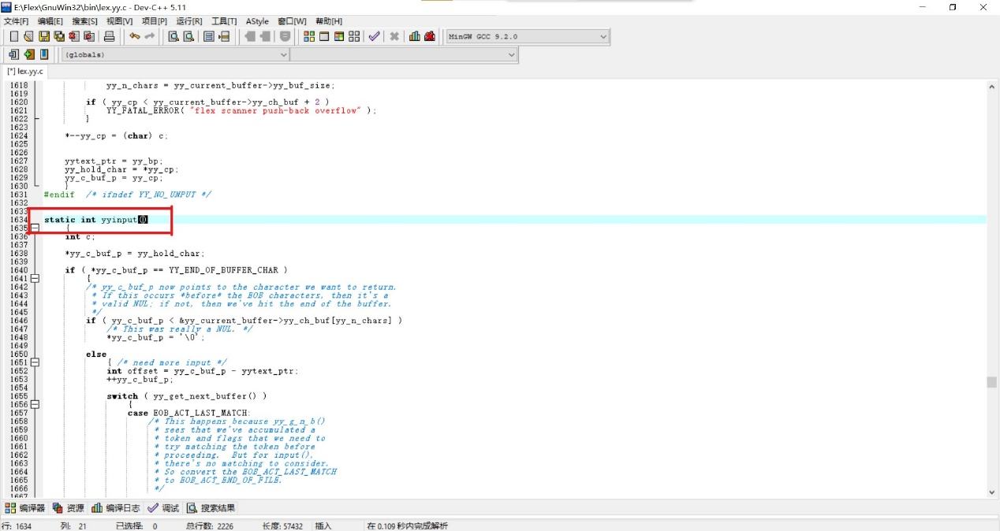 E:\Flex\GnuWin32\bin\lex.yy.c - Dev-C++ 5.11
文件[F] 编辑[E] 搜索[S] 视图[V] 项目[P] 运行[R] 工具[T] AStyle 窗口[W] 帮助[H]
MinGW GCC 9.2.0
(globals)
[*] lex.yy.c
1618 yy_n_chars = yy_current_buffer->yy_buf_size;
1619
1620 if ( yy_cp < yy_current_buffer->yy_ch_buf + 2 )
1621 YY_FATAL_ERROR( "flex scanner push-back overflow" );
1622 }
1623
1624 *--yy_cp = (char) c;
1625
1626
1627 yytext_ptr = yy_bp;
1628 yy_hold_char = *yy_cp;
1629 yy_c_buf_p = yy_cp;
1630 }
1631 #endif /* ifndef YY_NO_UNPUT */
1632
1633
1634 static int yyinput()
1635 {
1636 int c;
1637
1638 *yy_c_buf_p = yy_hold_char;
1639
1640 if ( *yy_c_buf_p == YY_END_OF_BUFFER_CHAR )
1641 {
1642 /* yy_c_buf_p now points to the character we want to return.
1643 * If this occurs *before* the EOB characters, then it's a
1644 * valid NUL; if not, then we've hit the end of the buffer.
1645 */
1646 if ( yy_c_buf_p < &yy_current_buffer->yy_ch_buf[yy_n_chars] )
1647 /* This was really a NUL. */
1648 *yy_c_buf_p = '\0';
1649
1650 else
1651 { /* need more input */
1652 int offset = yy_c_buf_p - yytext_ptr;
1653 ++yy_c_buf_p;
1654
1655 switch ( yy_get_next_buffer() )
1656 {
1657 case EOB_ACT_LAST_MATCH:
1658 /* This happens because yy_g_n_b()
1659 * sees that we've accumulated a
1660 * token and flags that we need to
1661 * try matching the token before
1662 * proceeding. But for input(),
1663 * there's no matching to consider.
1664 * So convert the EOB_ACT_LAST_MATCH
1665 * to EOB_ACT_END_OF_FILE.
1666 */
1667
编译器 资源 编译日志 调试 搜索结果
行: 1634 列: 21 已选择: 0 总行数: 2226 长度: 57432 插入 在 0.109 秒内完成解析